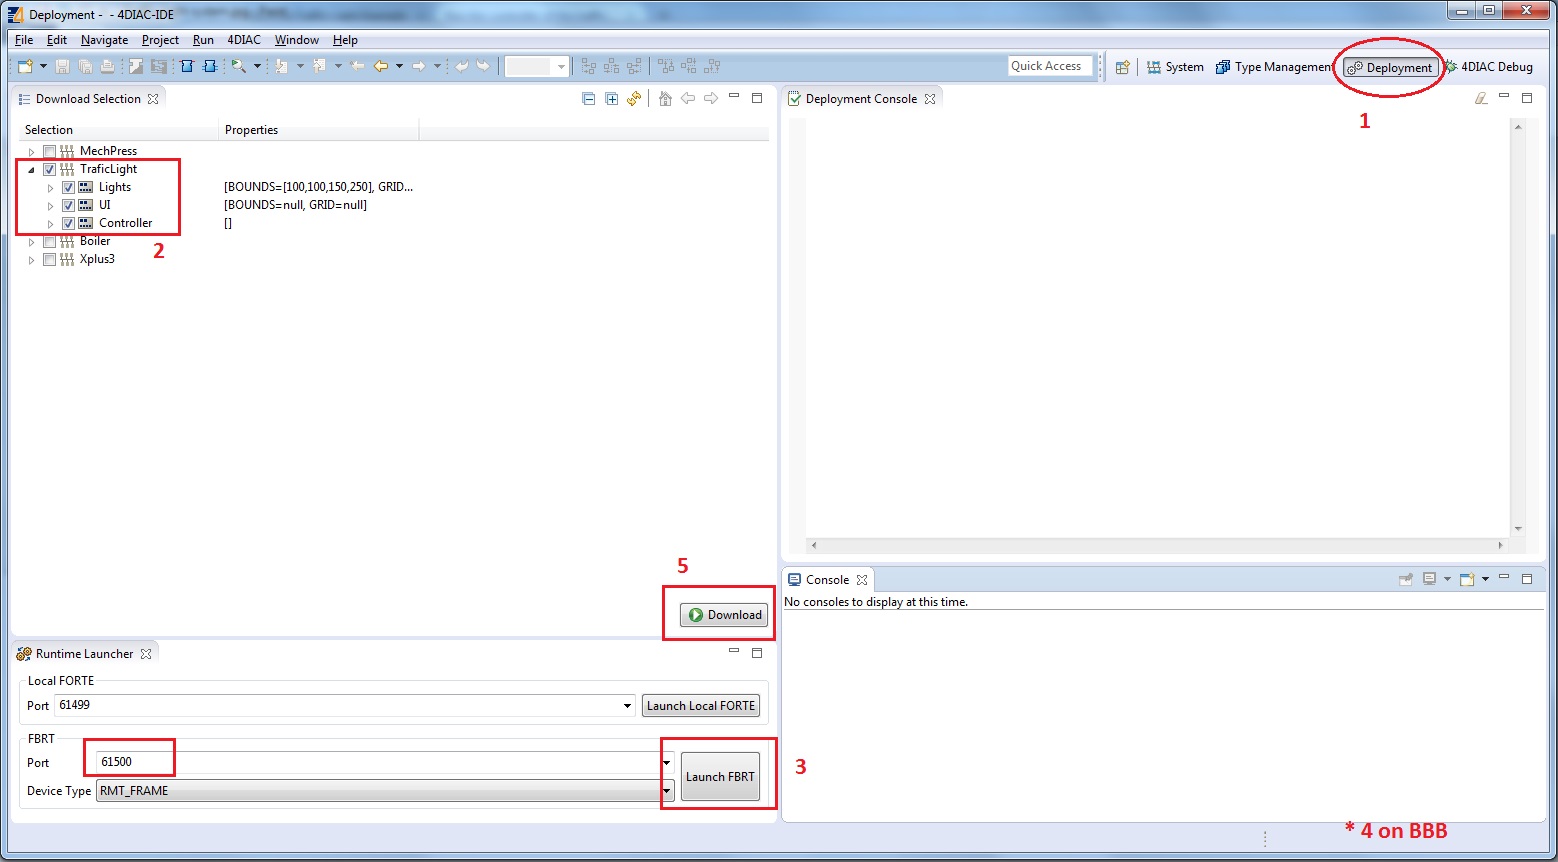 Deployment - - 4DIAC-IDE
File Edit Navigate Project Run 4DIAC Window Help
Quick Access System Type Management Deployment 4DIAC Debug
1
Download Selection
Selection Properties
MechPress
TraficLight
Lights [BOUNDS=[100,100,150,250], GRID...
UI [BOUNDS=null, GRID=null]
Controller []
2
Boiler
Xplus3
5
Download
Deployment Console
Console
No consoles to display at this time.
Runtime Launcher
Local FORTE
Port 61499 Launch Local FORTE
FBRT
Port 61500
Launch FBRT
3
Device Type RMT_FRAME
* 4 on BBB